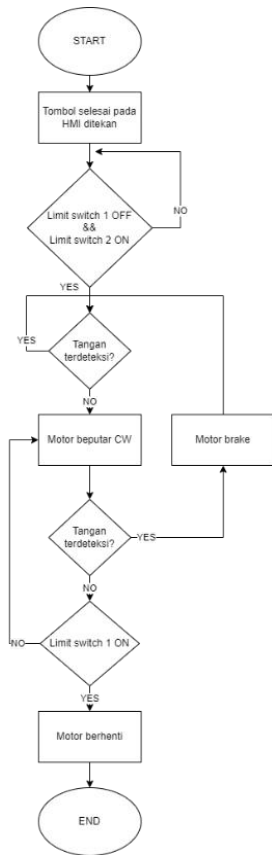 START
Tombol selesai pada
HMI ditekan
Limit switch 1 OFF
&&
Limit switch 2 ON
NO
YES
YES
Tangan
terdeteksi?
NO
Motor beputar CW
Motor brake
Tangan
terdeteksi?
YES
NO
Limit switch 1 ON
NO
YES
Motor berhenti
END